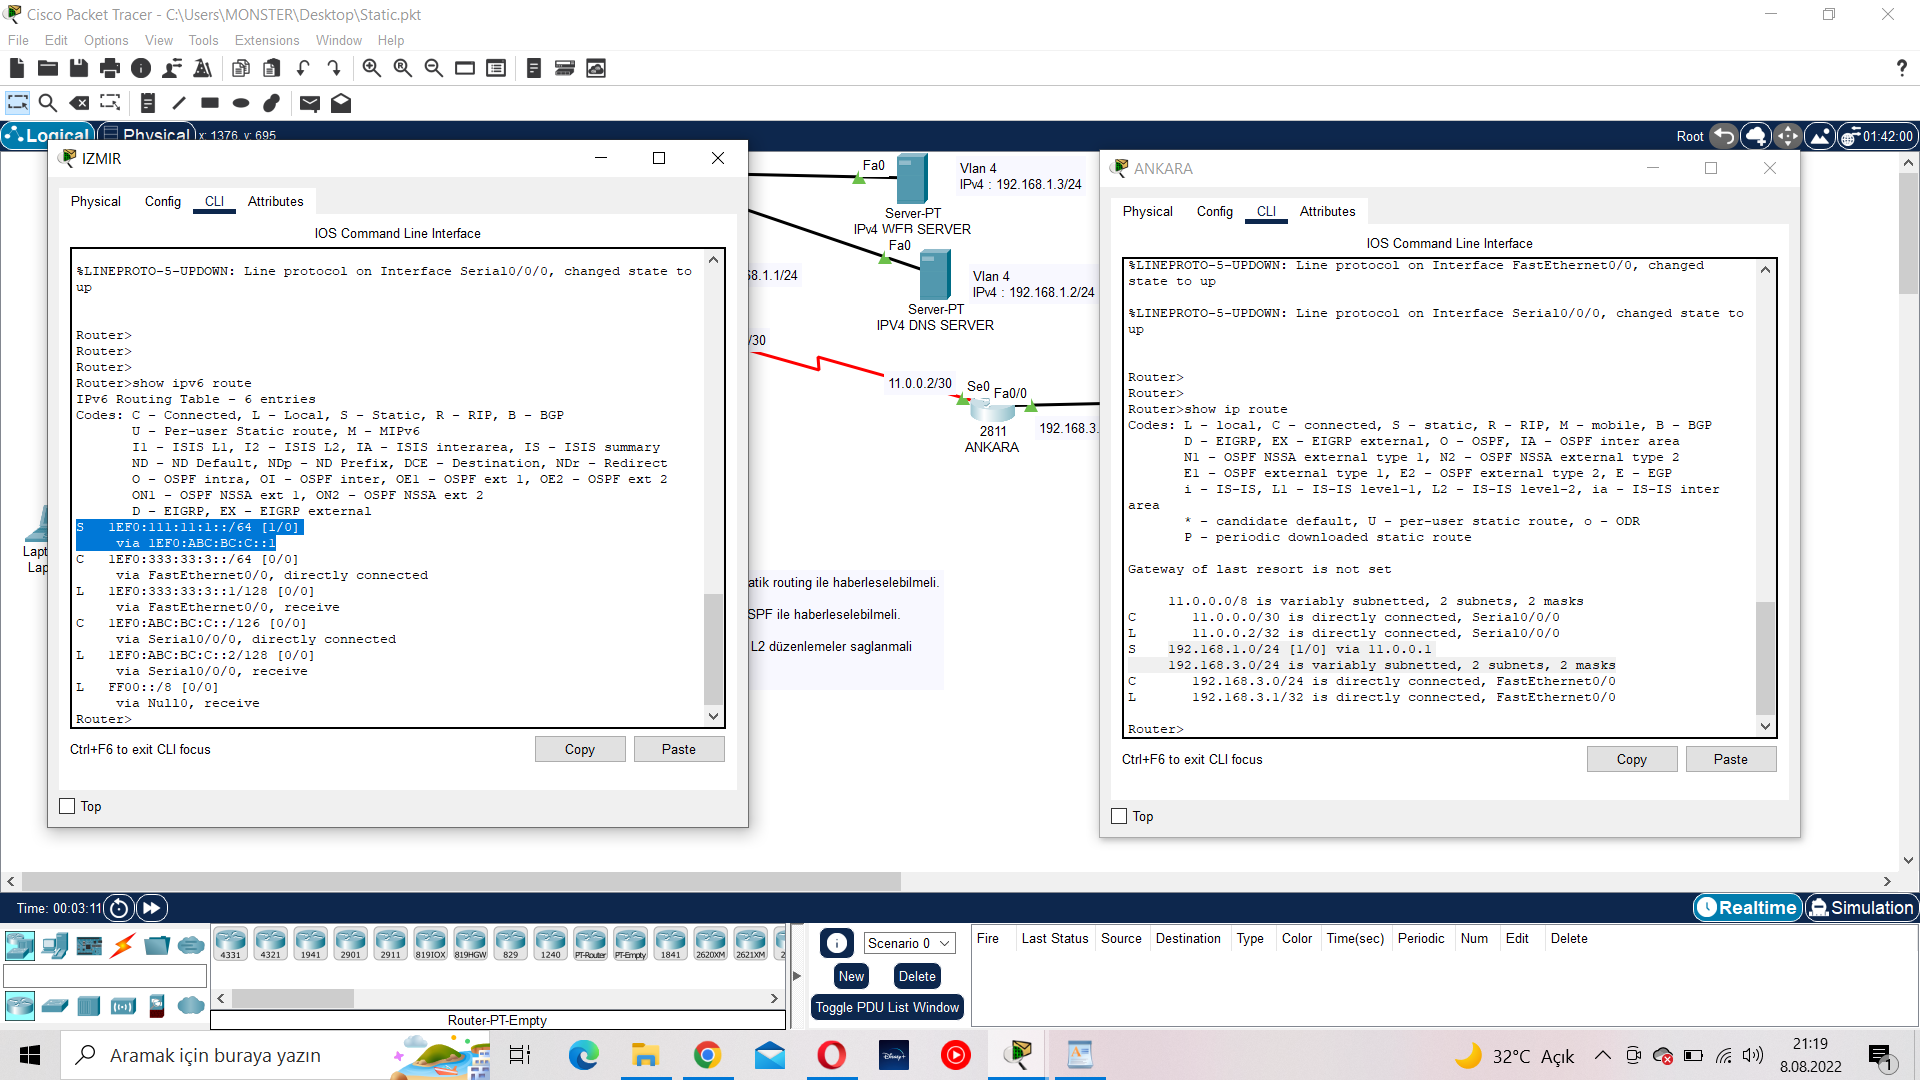 Cisco Packet Tracer - C:\Users\MONSTER\Desktop\Static.pkt
File Edit Options View Tools Extensions Window Help
Logical Physical x: 1376, y: 695
Root 01:42:00
IZMIR
Physical Config CLI Attributes
IOS Command Line Interface
%LINEPROTO-5-UPDOWN: Line protocol on Interface Serial0/0/0, changed state to
up
Router>
Router>
Router>
Router>show ipv6 route
IPv6 Routing Table - 6 entries
Codes: C - Connected, L - Local, S - Static, R - RIP, B - BGP
U - Per-user Static route, M - MIPv6
I1 - ISIS L1, I2 - ISIS L2, IA - ISIS interarea, IS - ISIS summary
ND - ND Default, NDp - ND Prefix, DCE - Destination, NDr - Redirect
O - OSPF intra, OI - OSPF inter, OE1 - OSPF ext 1, OE2 - OSPF ext 2
ON1 - OSPF NSSA ext 1, ON2 - OSPF NSSA ext 2
D - EIGRP, EX - EIGRP external
S 1EF0:111:11:1::/64 [1/0]
via 1EF0:ABC:BC:C::1
C 1EF0:333:33:3::/64 [0/0]
via FastEthernet0/0, directly connected
L 1EF0:333:33:3::1/128 [0/0]
via FastEthernet0/0, receive
C 1EF0:ABC:BC:C::/126 [0/0]
via Serial0/0/0, directly connected
L 1EF0:ABC:BC:C::2/128 [0/0]
via Serial0/0/0, receive
L FF00::/8 [0/0]
via Null0, receive
Router>
Ctrl+F6 to exit CLI focus
Copy Paste
Top
Lapt
Lap
Fa0
Vlan 4
IPv4 : 192.168.1.3/24
Server-PT
IPv4 WEB SERVER
Fa0
8.1.1/24
Vlan 4
IPv4 : 192.168.1.2/24
Server-PT
IPV4 DNS SERVER
/30
11.0.0.2/30
Se0
Fa0/0
2811
ANKARA
192.168.3.
atik routing ile haberleselebilmeli.
SPF ile haberleselebilmeli.
L2 düzenlemeler saglanmali
ANKARA
Physical Config CLI Attributes
IOS Command Line Interface
%LINEPROTO-5-UPDOWN: Line protocol on Interface FastEthernet0/0, changed
state to up
%LINEPROTO-5-UPDOWN: Line protocol on Interface Serial0/0/0, changed state to
up
Router>
Router>
Router>show ip route
Codes: L - local, C - connected, S - static, R - RIP, M - mobile, B - BGP
D - EIGRP, EX - EIGRP external, O - OSPF, IA - OSPF inter area
N1 - OSPF NSSA external type 1, N2 - OSPF NSSA external type 2
E1 - OSPF external type 1, E2 - OSPF external type 2, E - EGP
i - IS-IS, L1 - IS-IS level-1, L2 - IS-IS level-2, ia - IS-IS inter
area
* - candidate default, U - per-user static route, o - ODR
P - periodic downloaded static route
Gateway of last resort is not set
11.0.0.0/8 is variably subnetted, 2 subnets, 2 masks
C 11.0.0.0/30 is directly connected, Serial0/0/0
L 11.0.0.2/32 is directly connected, Serial0/0/0
S 192.168.1.0/24 [1/0] via 11.0.0.1
192.168.3.0/24 is variably subnetted, 2 subnets, 2 masks
C 192.168.3.0/24 is directly connected, FastEthernet0/0
L 192.168.3.1/32 is directly connected, FastEthernet0/0
Router>
Ctrl+F6 to exit CLI focus
Copy Paste
Top
Time: 00:03:11
Realtime Simulation
4331 4321 1941 2901 2911 819IOX 819HGW 829 1240 PT-Router PT-Empty 1841 2620XM 2621XM 2
Router-PT-Empty
Scenario 0
New Delete
Toggle PDU List Window
Fire Last Status Source Destination Type Color Time(sec) Periodic Num Edit Delete
Aramak için buraya yazın
Disney+
32°C Açık
21:19
8.08.2022
1